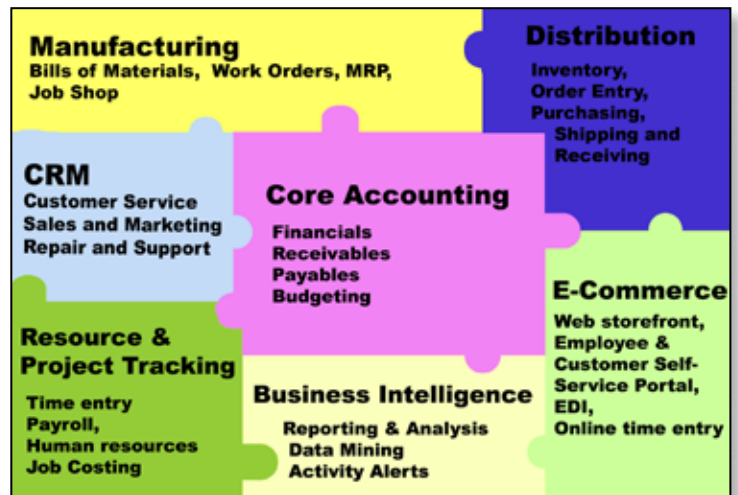 Manufacturing
Bills of Materials, Work Orders, MRP,
Job Shop
Distribution
Inventory,
Order Entry,
Purchasing,
Shipping and
Receiving
CRM
Customer Service
Sales and Marketing
Repair and Support
Core Accounting
Financials
Receivables
Payables
Budgeting
E-Commerce
Web storefront,
Employee &
Customer Self-
Service Portal,
EDI,
Online time entry
Resource &
Project Tracking
Time entry
Payroll,
Human resources
Job Costing
Business Intelligence
Reporting & Analysis
Data Mining
Activity Alerts